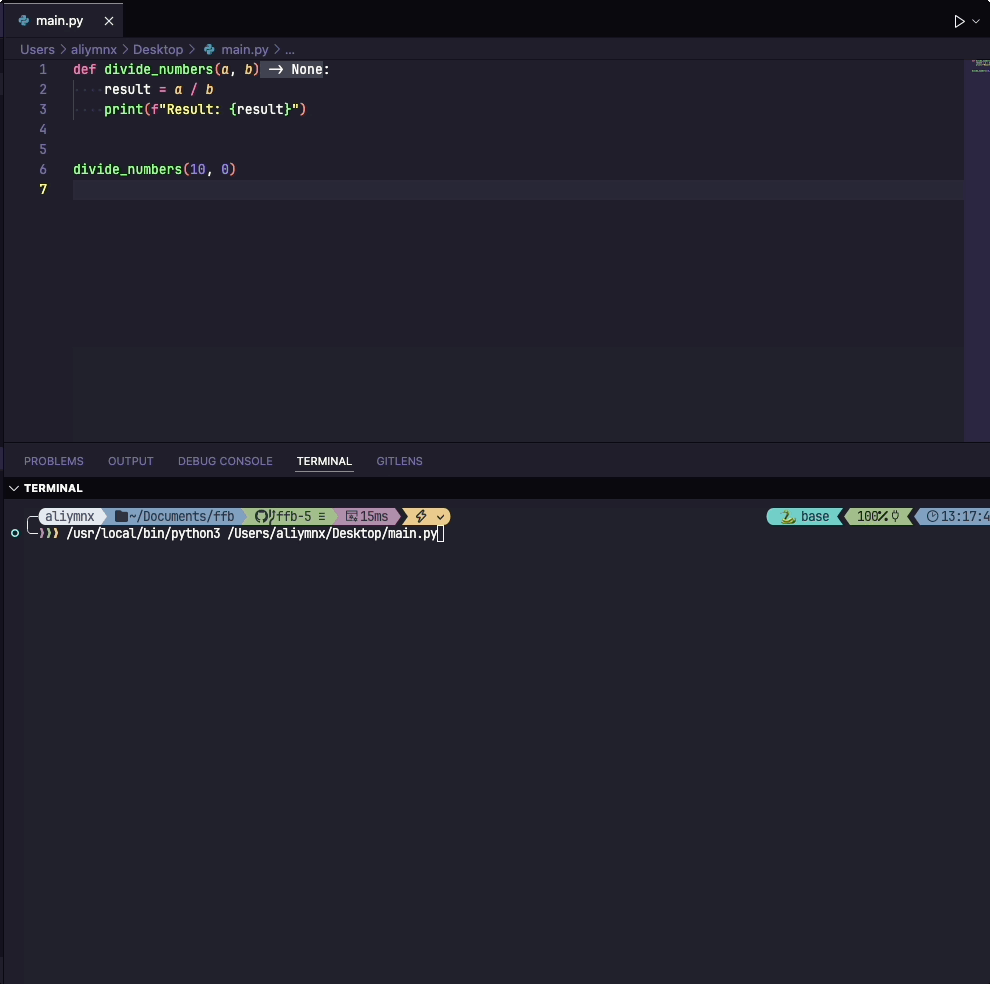 main.py
Users > aliymnx > Desktop > main.py > ...
1 def divide_numbers(a, b) -> None:
2 result = a / b
3 print(f"Result: {result}")
4
5
6 divide_numbers(10, 0)
7
PROBLEMS OUTPUT DEBUG CONSOLE TERMINAL GITLENS
TERMINAL
aliymnx ~/Documents/ffb ffb-5 ≡ 15ms base 100% 13:17:4
/usr/local/bin/python3 /Users/aliymnx/Desktop/main.py